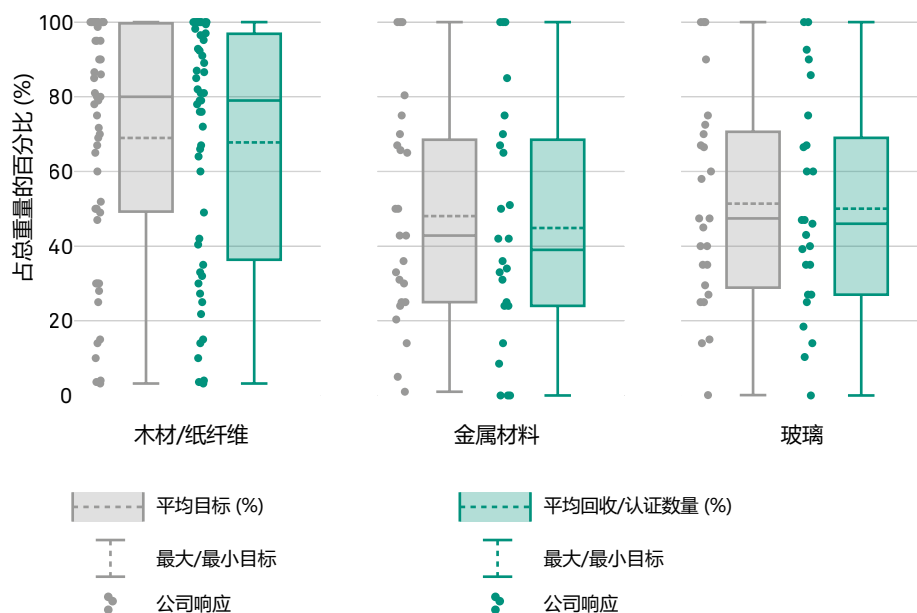 占总重量的百分比 (%)
100
80
60
40
20
0
木材/纸纤维
金属材料
玻璃
平均目标 (%)
平均回收/认证数量 (%)
最大/最小目标
最大/最小目标
公司响应
公司响应